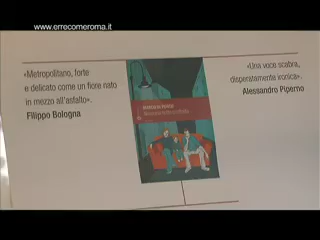 www.errecomeroma.it
«Metropolitano, forte
e delicato come un fiore nato
in mezzo all'asfalto».
Filippo Bologna
«Una voce scabra,
disperatamente ironica».
Alessandro Piperno